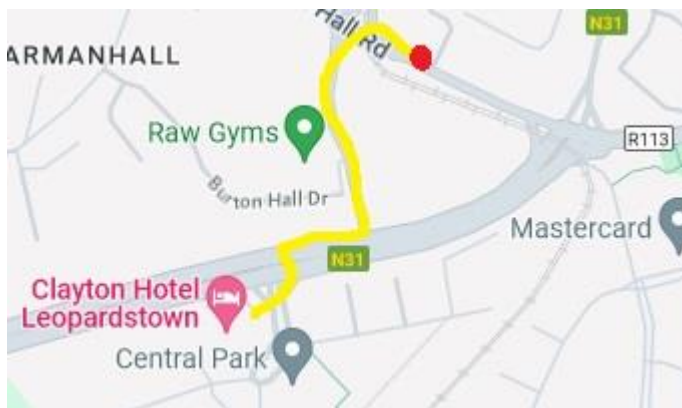 Hall Rd
N31
ARMANHALL
Raw Gyms
R113
Burton Hall Dr
Mastercard
N31
Clayton Hotel
Leopardstown
Central Park